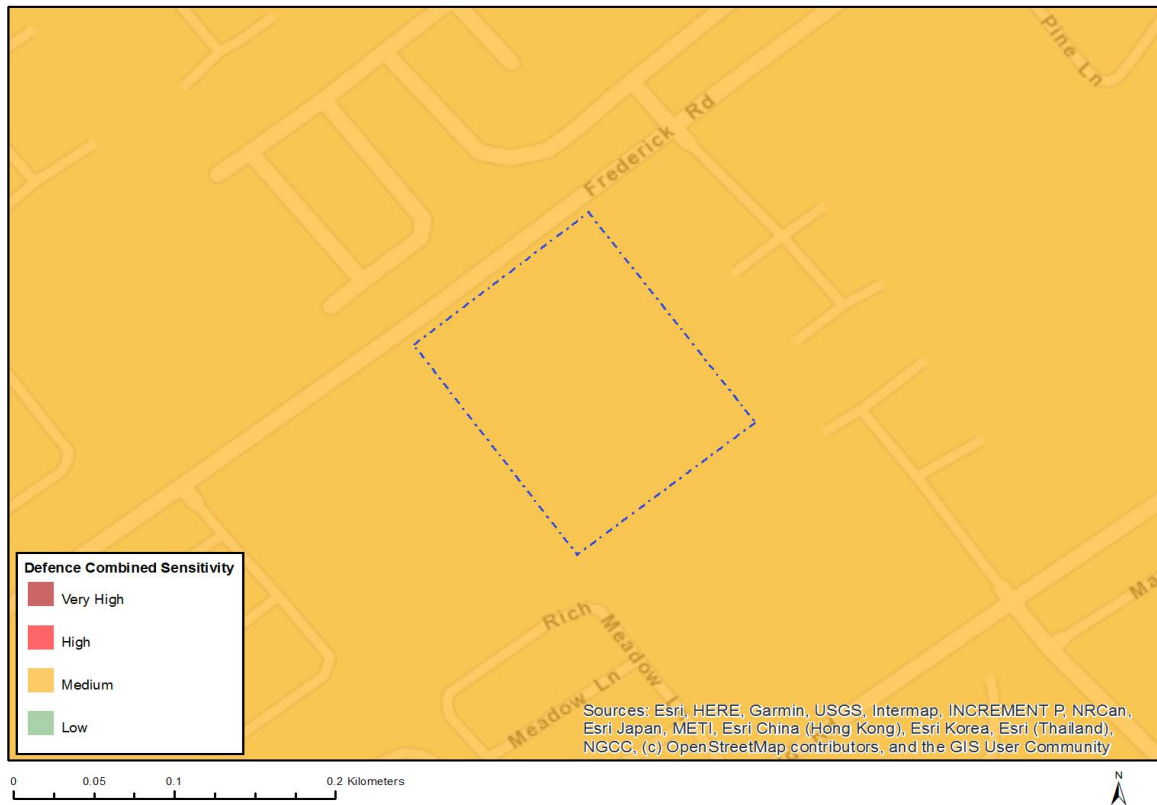 Pine Ln
Frederick Rd
Defence Combined Sensitivity
Very High
High
Medium
Low
Rich Meadow
Meadow Ln
Sources: Esri, HERE, Garmin, USGS, Intermap, INCREMENT P, NRCan,
Esri Japan, METI, Esri China (Hong Kong), Esri Korea, Esri (Thailand),
NGCC, (c) OpenStreetMap contributors, and the GIS User Community
0 0.05 0.1 0.2 Kilometers
N